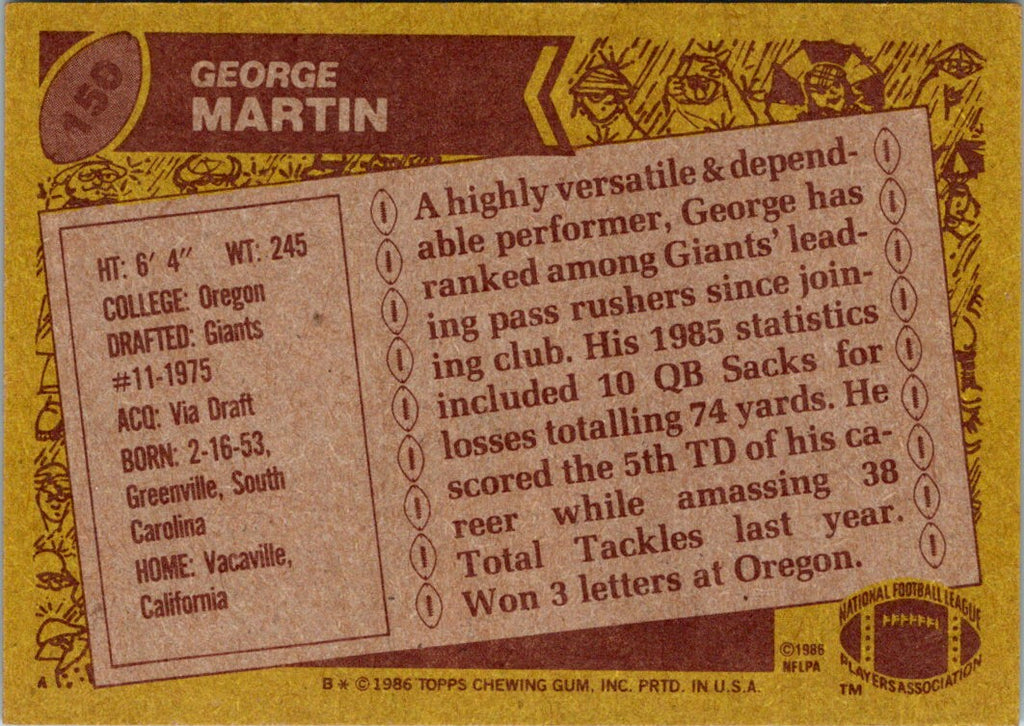 150
GEORGE
MARTIN
HT: 6' 4" WT: 245
COLLEGE: Oregon
DRAFTED: Giants
#11-1975
ACQ: Via Draft
BORN: 2-16-53,
Greenville, South
Carolina
HOME: Vacaville,
California
A highly versatile & depend-
able performer, George has
ranked among Giants' lead-
ing pass rushers since join-
ing club. His 1985 statistics
included 10 QB Sacks for
losses totalling 74 yards. He
scored the 5th TD of his ca-
reer while amassing 38
Total Tackles last year.
Won 3 letters at Oregon.
©1986
NFLPA
NATIONAL FOOTBALL LEAGUE
PLAYERS ASSOCIATION
TM
A
B * © 1986 TOPPS CHEWING GUM, INC. PRTD. IN U.S.A.